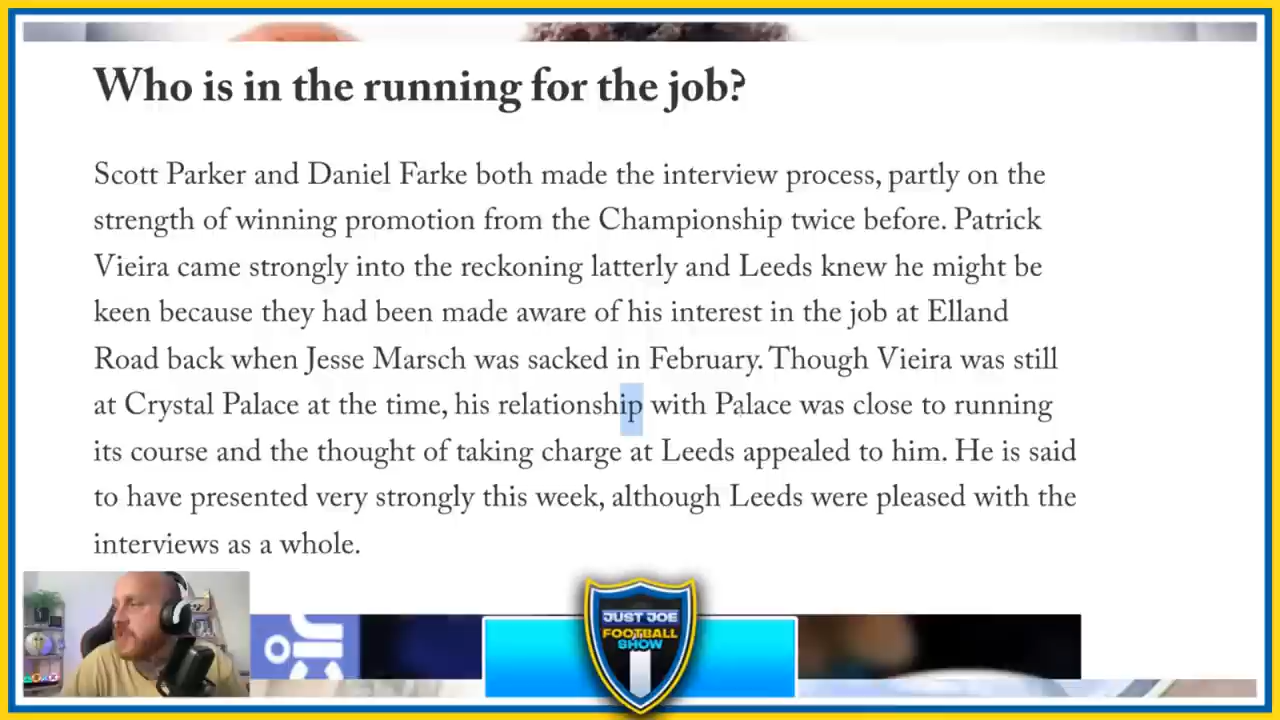 Who is in the running for the job?
Scott Parker and Daniel Farke both made the interview process, partly on the
strength of winning promotion from the Championship twice before. Patrick
Vieira came strongly into the reckoning latterly and Leeds knew he might be
keen because they had been made aware of his interest in the job at Elland
Road back when Jesse Marsch was sacked in February. Though Vieira was still
at Crystal Palace at the time, his relationship with Palace was close to running
its course and the thought of taking charge at Leeds appealed to him. He is said
to have presented very strongly this week, although Leeds were pleased with the
interviews as a whole.
JUST JOE
FOOTBALL
SHOW